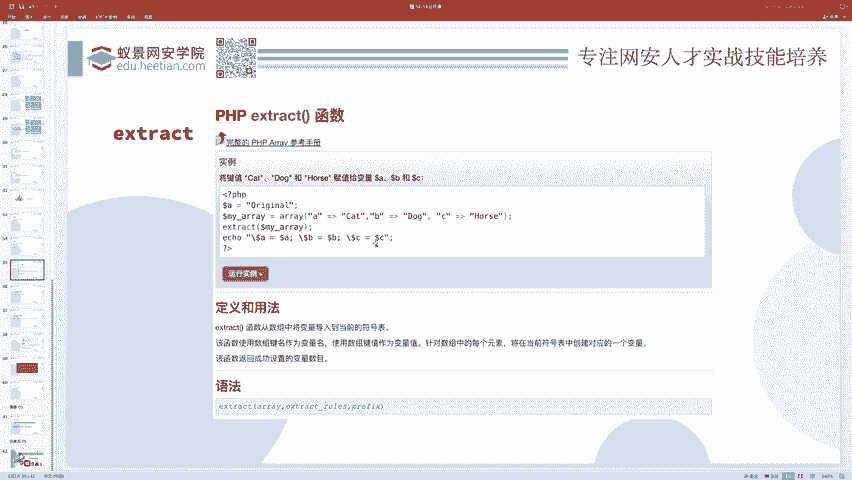 蚁景网安学院
edu.heetian.com
专注网安人才实战技能培养
extract
PHP extract() 函数
完整的 PHP Array 参考手册
实例
将键值 "Cat"、"Dog" 和 "Horse" 赋值给变量 $a、$b 和 $c：
<?php
$a = "Original";
$my_array = array("a" => "Cat","b" => "Dog", "c" => "Horse");
extract($my_array);
echo "\$a = $a; \$b = $b; \$c = $c";
?>
运行实例 »
定义和用法
extract() 函数从数组中将变量导入到当前的符号表。
该函数使用数组键名作为变量名，使用数组键值作为变量值。针对数组中的每个元素，将在当前符号表中创建对应的一个变量。
该函数返回成功设置的变量数目。
语法
extract(array,extract_rules,prefix)